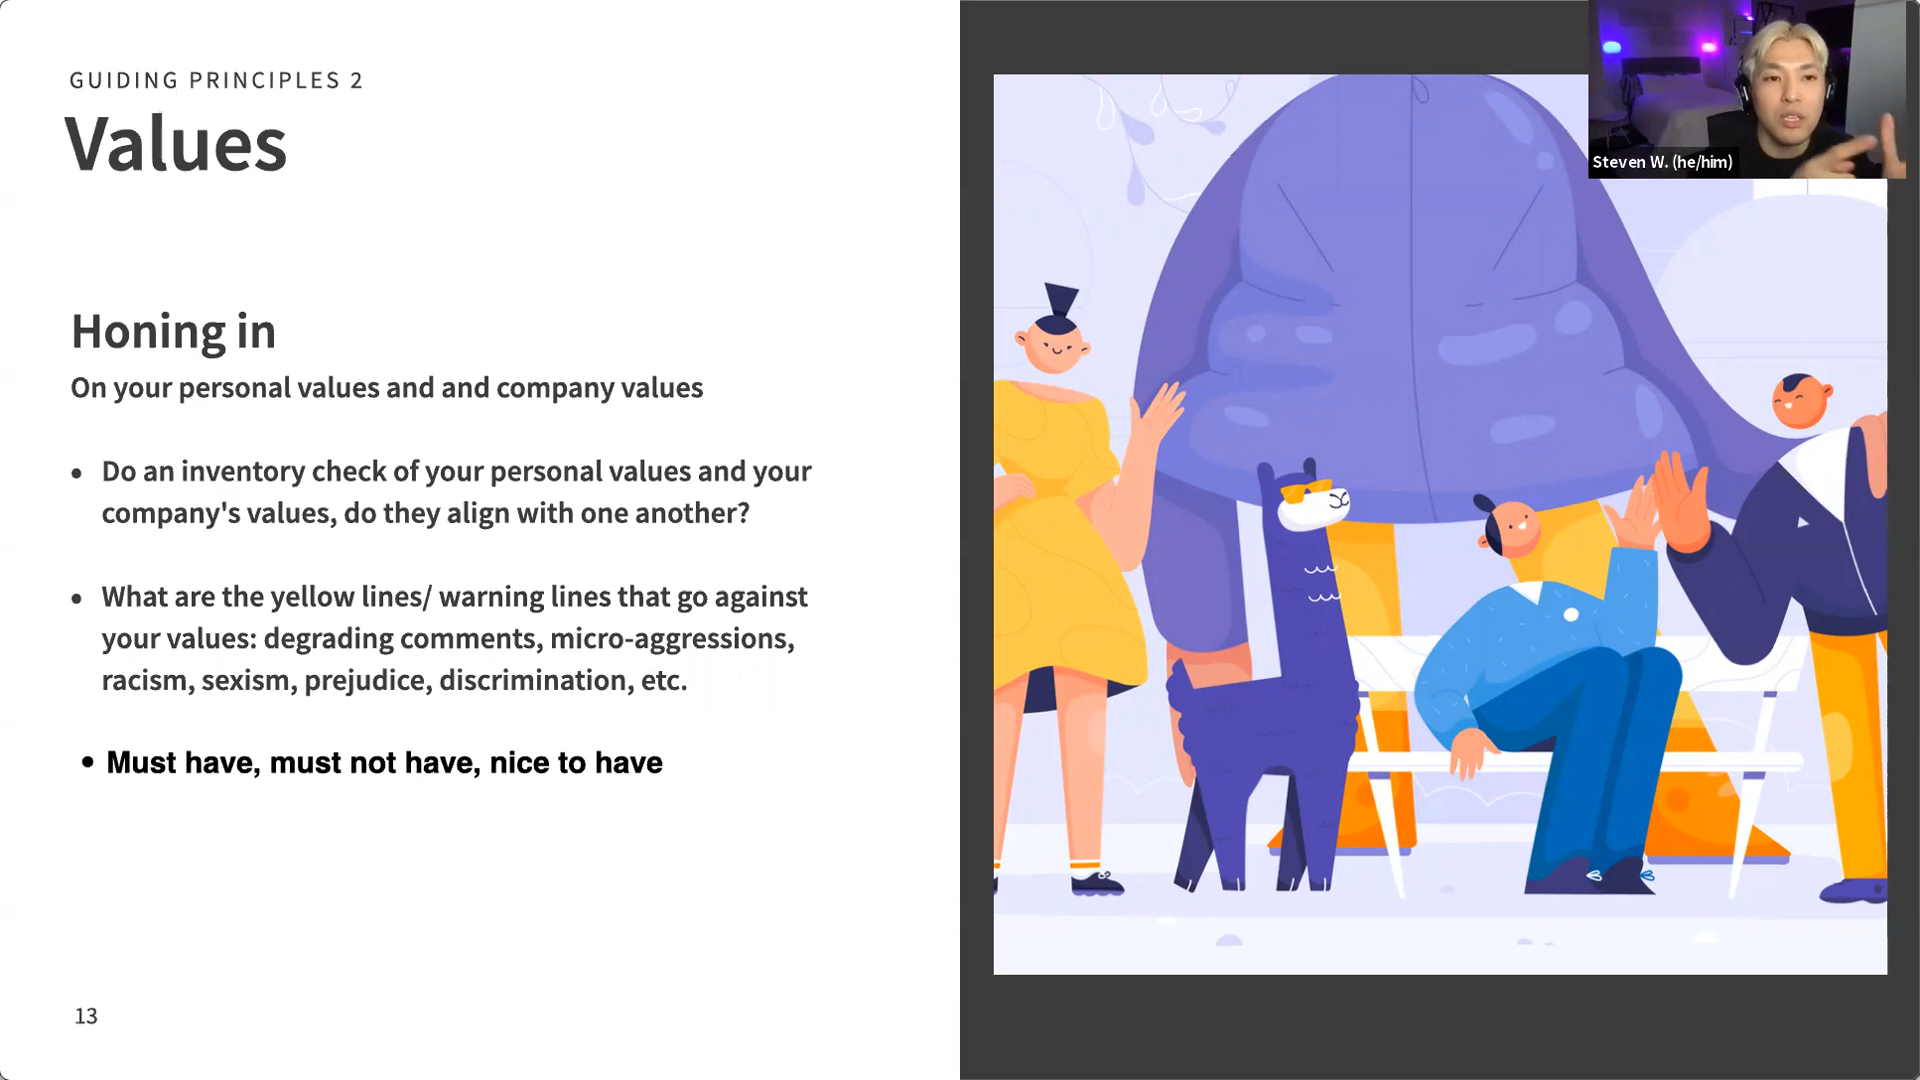 GUIDING PRINCIPLES 2
Values
Honing in
On your personal values and and company values
• Do an inventory check of your personal values and your
company's values, do they align with one another?
• What are the yellow lines/ warning lines that go against
your values: degrading comments, micro-aggressions,
racism, sexism, prejudice, discrimination, etc.
• Must have, must not have, nice to have
13
Steven W. (he/him)